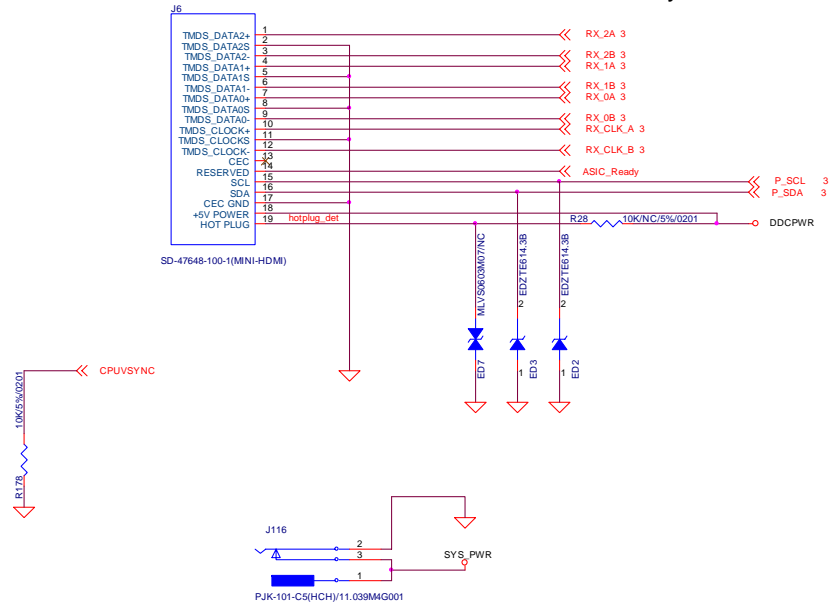 J6
TMDS_DATA2+ 1 RX_2A 3
TMDS_DATA2S 2
TMDS_DATA2- 3 RX_2B 3
TMDS_DATA1+ 4 RX_1A 3
TMDS_DATA1S 5
TMDS_DATA1- 6 RX_1B 3
TMDS_DATA0+ 7 RX_0A 3
TMDS_DATA0S 8
TMDS_DATA0- 9 RX_0B 3
TMDS_CLOCK+ 10 RX_CLK_A 3
TMDS_CLOCKS 11
TMDS_CLOCK- 12 RX_CLK_B 3
CEC 13
RESERVED 14 ASIC_Ready
SCL 15 P_SCL 3
SDA 16 P_SDA 3
CEC GND 17
+5V POWER 18
HOT PLUG 19 hotplug_det R28 10K/NC/5%/0201 DDCPWR
SD-47648-100-1(MINI-HDMI)
MLVS0603M07/NC
EDZTE614.3B
EDZTE614.3B
2 2
1 1
ED7
ED3
ED2
CPUVSYNC
10K/5%/0201
R178
J116
2
3
1
SYS_PWR
PJK-101-C5(HCH)/11.039M4G001